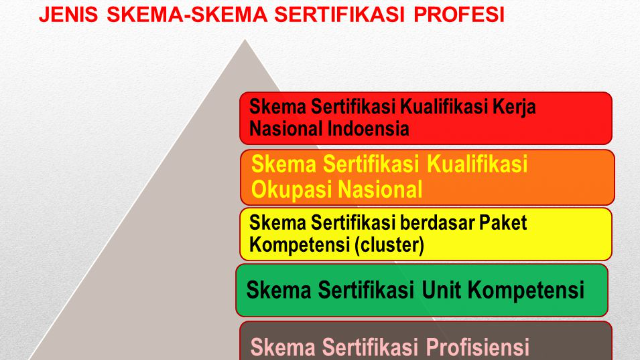 JENIS SKEMA-SKEMA SERTIFIKASI PROFESI
Skema Sertifikasi Kualifikasi Kerja
Nasional Indoensia
Skema Sertifikasi Kualifikasi
Okupasi Nasional
Skema Sertifikasi berdasar Paket
Kompetensi (cluster)
Skema Sertifikasi Unit Kompetensi
Skema Sertifikasi Profisiensi